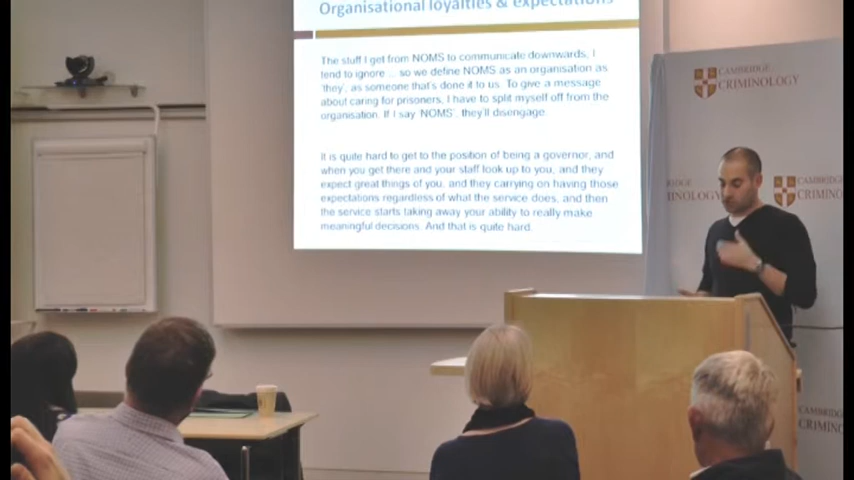 Organisational loyalties & expectations
The stuff I get from NOMS to communicate downwards, I
tend to ignore ... so we define NOMS as an organisation as
'they', as someone that's done it to us. To give a message
about caring for prisoners, I have to split myself off from the
organisation. If I say 'NOMS', they'll disengage.
It is quite hard to get to the position of being a governor, and
when you get there and your staff look up to you, and they
expect great things of you, and they carrying on having those
expectations regardless of what the service does, and then
the service starts taking away your ability to really make
meaningful decisions. And that is quite hard.
CAMBRIDGE
CRIMINOLOGY
CAMBRIDGE
CRIMINO
CAMBRIDG
CRIMINO